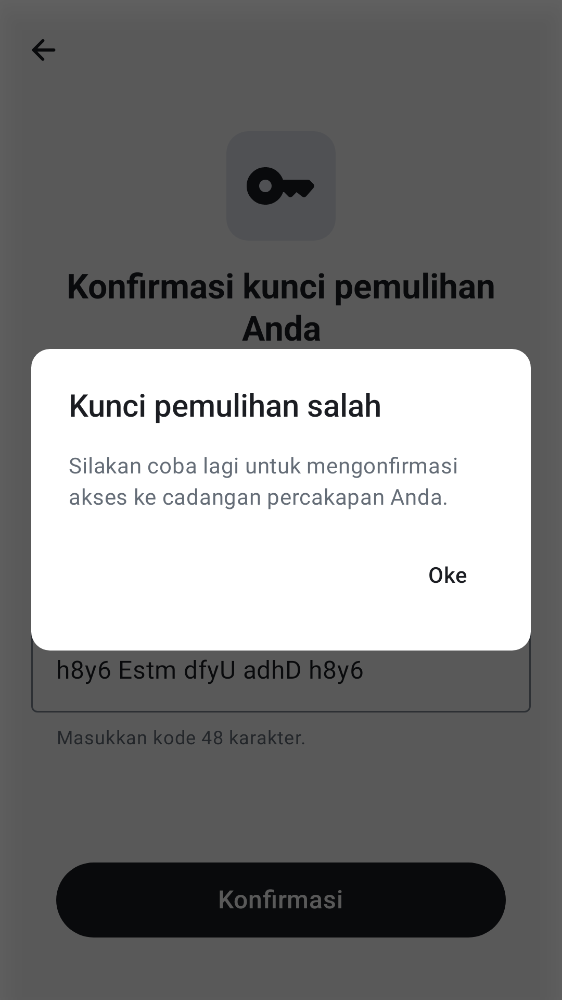 Konfirmasi kunci pemulihan
Anda
Kunci pemulihan salah
Silakan coba lagi untuk mengonfirmasi
akses ke cadangan percakapan Anda.
Oke
h8y6 Estm dfyU adhD h8y6
Masukkan kode 48 karakter.
Konfirmasi